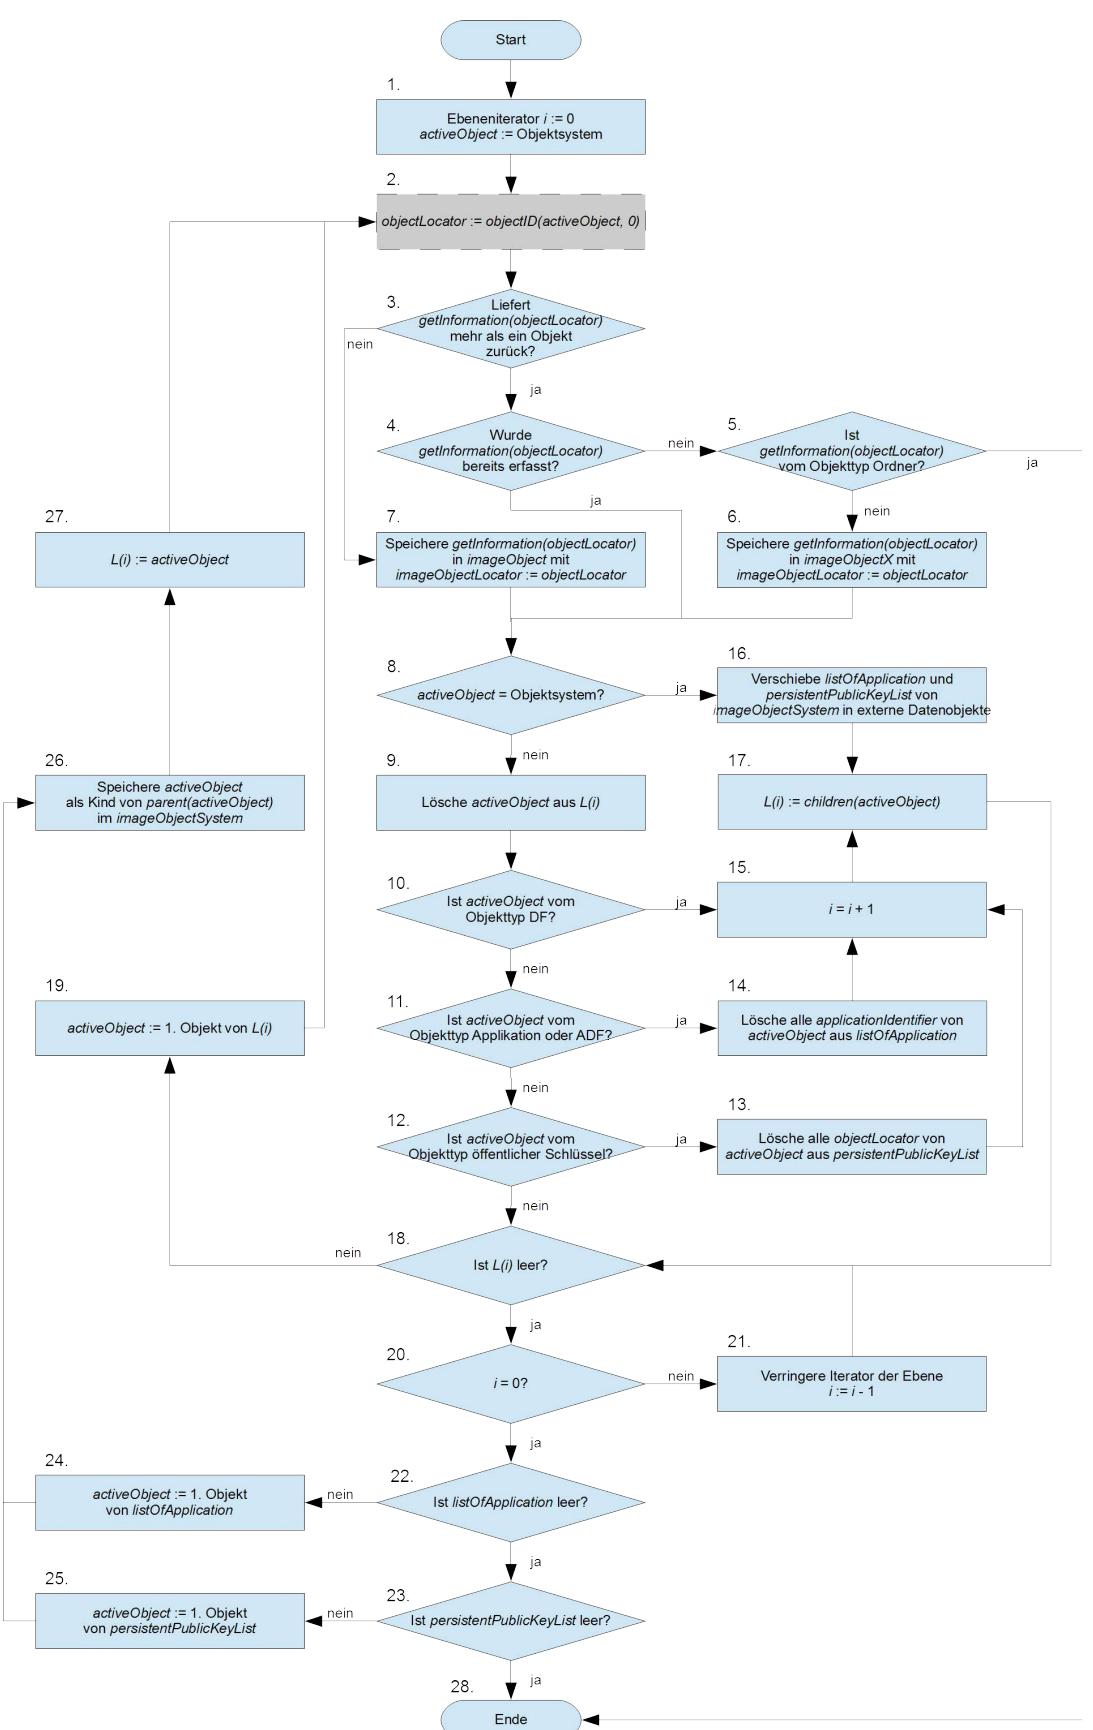 Start
1.
Ebeneniterator i := 0
activeObject := Objektsystem
2.
objectLocator := objectID(activeObject, 0)
3.
Liefert
getInformation(objectLocator)
mehr als ein Objekt
zurück?
nein
ja
4.
Wurde
getInformation(objectLocator)
bereits erfasst?
nein
ja
5.
Ist
getInformation(objectLocator)
vom Objekttyp Ordner?
ja
nein
27.
L(i) := activeObject
7.
Speichere getInformation(objectLocator)
in imageObject mit
imageObjectLocator := objectLocator
6.
Speichere getInformation(objectLocator)
in imageObjectX mit
imageObjectLocator := objectLocator
8.
activeObject = Objektsystem?
ja
nein
16.
Verschiebe listOfApplication und
persistentPublicKeyList von
imageObjectSystem in externe Datenobjekte
26.
Speichere activeObject
als Kind von parent(activeObject)
im imageObjectSystem
9.
Lösche activeObject aus L(i)
17.
L(i) := children(activeObject)
10.
Ist activeObject vom
Objekttyp DF?
ja
nein
15.
i = i + 1
19.
activeObject := 1. Objekt von L(i)
11.
Ist activeObject vom
Objekttyp Applikation oder ADF?
ja
nein
14.
Lösche alle applicationIdentifier von
activeObject aus listOfApplication
12.
Ist activeObject vom
Objekttyp öffentlicher Schlüssel?
ja
nein
13.
Lösche alle objectLocator von
activeObject aus persistentPublicKeyList
18.
Ist L(i) leer?
nein
ja
20.
i = 0?
nein
ja
21.
Verringere Iterator der Ebene
i := i - 1
24.
activeObject := 1. Objekt
von listOfApplication
22.
Ist listOfApplication leer?
nein
ja
25.
activeObject := 1. Objekt
von persistentPublicKeyList
23.
Ist persistentPublicKeyList leer?
nein
ja
28.
Ende